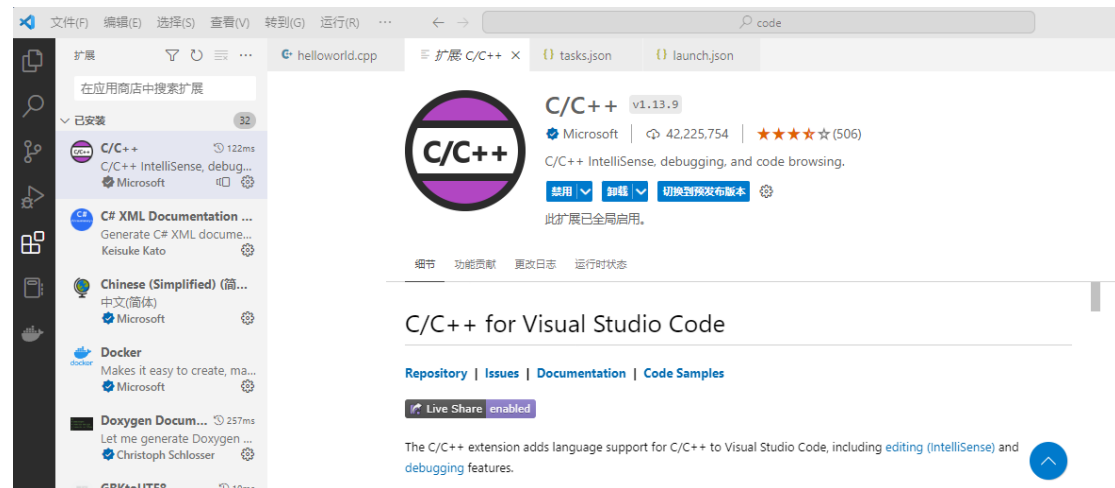 文件(F) 编辑(E) 选择(S) 查看(V) 转到(G) 运行(R) ··· ← → code
扩展
helloworld.cpp 扩展: C/C++ × {} tasks.json {} launch.json
在应用商店中搜索扩展
已安装 32
C/C++ 122ms
C/C++ IntelliSense, debug...
Microsoft
C# XML Documentation ...
Generate C# XML docume...
Keisuke Kato
Chinese (Simplified) (简...
中文(简体)
Microsoft
Docker
docker
Makes it easy to create, ma...
Microsoft
Doxygen Docum... 257ms
Let me generate Doxygen ...
Christoph Schlosser
GBKtoUTF8
C/C++
C/C++ v1.13.9
Microsoft | 42,225,754 | ★★★★☆(506)
C/C++ IntelliSense, debugging, and code browsing.
禁用 卸载 切换到预发布版本
此扩展已全局启用。
细节 功能贡献 更改日志 运行时状态
C/C++ for Visual Studio Code
Repository | Issues | Documentation | Code Samples
Live Share enabled
The C/C++ extension adds language support for C/C++ to Visual Studio Code, including editing (IntelliSense) and
debugging features.